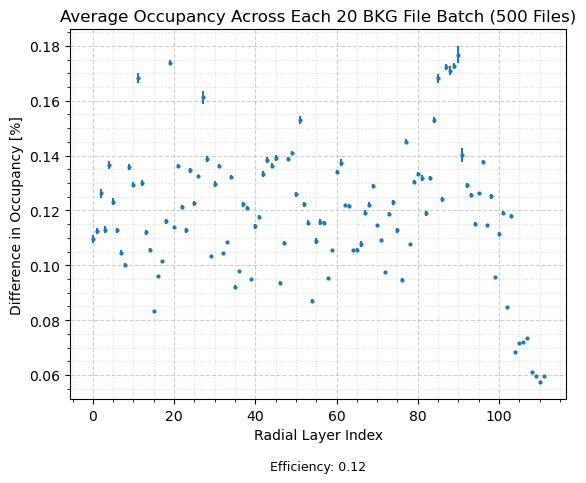 Average Occupancy Across Each 20 BKG File Batch (500 Files)
Difference in Occupancy [%]
0.18
0.16
0.14
0.12
0.10
0.08
0.06
0 20 40 60 80 100
Radial Layer Index
Efficiency: 0.12